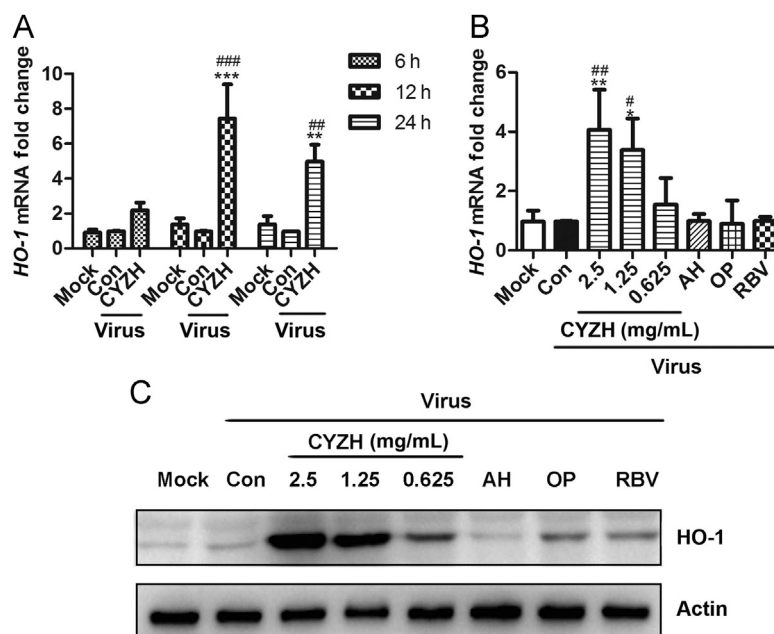 A
HO-1 mRNA fold change
10
8
6
4
2
0
###
***
##
**
6 h
12 h
24 h
Mock
Con
CYZH
Mock
Con
CYZH
Mock
Con
CYZH
Virus
Virus
Virus
B
HO-1 mRNA fold change
6
4
2
0
##
**
#
*
Mock
Con
2.5
1.25
0.625
AH
OP
RBV
CYZH (mg/mL)
Virus
C
Virus
CYZH (mg/mL)
Mock Con 2.5 1.25 0.625 AH OP RBV
HO-1
Actin